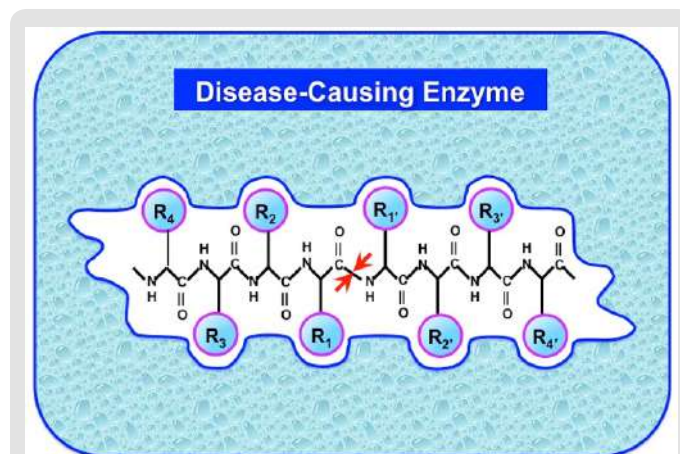 Disease-Causing Enzyme
R4 R2 R1' R3'
O H O H O H O H O
C N C N C N C N C
N C N C N C N C
H O H O H O H O
R3 R1 R2' R4'